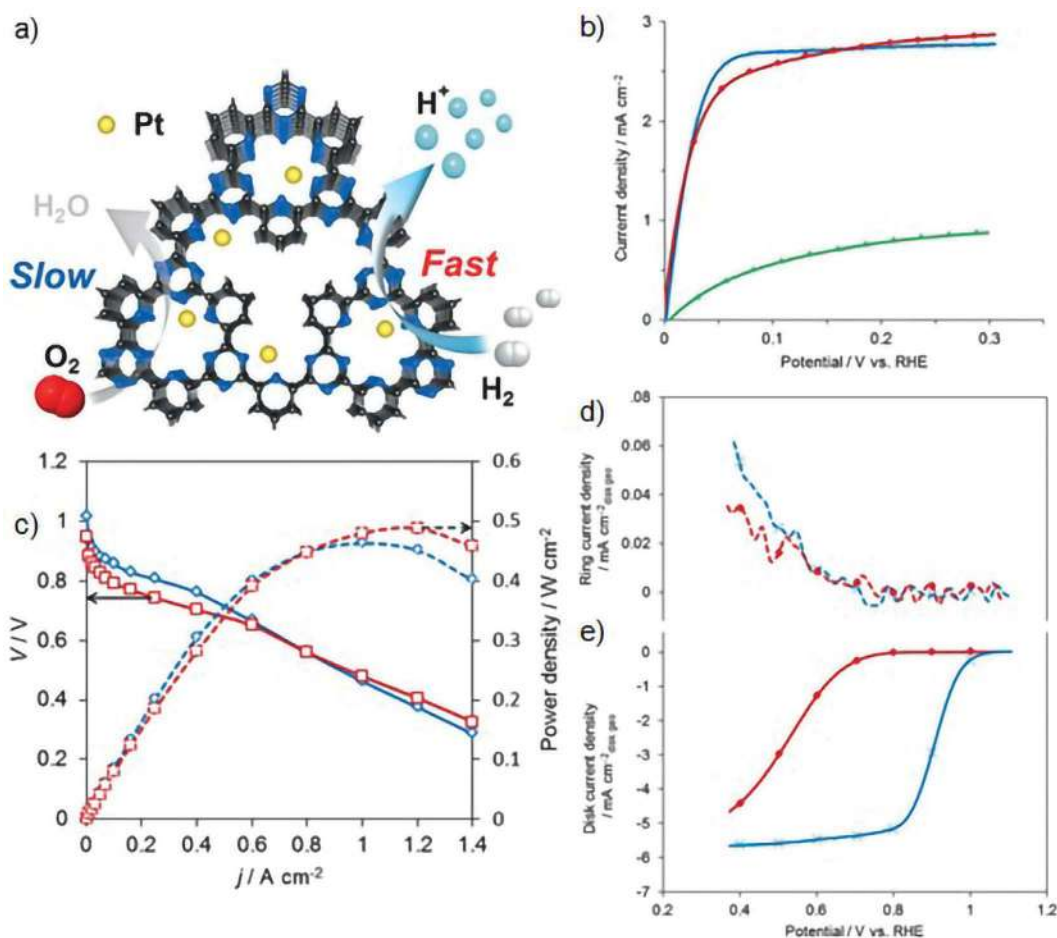 a)
Pt
H+
H₂O
Slow
Fast
O₂
H₂
b)
3
2
1
0
Currernt density / mA cm⁻²
0
0.1
0.2
0.3
Potential / V vs. RHE
c)
1.2
1
0.8
0.6
0.4
0.2
0
V / V
0.6
0.5
0.4
0.3
0.2
0.1
0
Power density / W cm⁻²
0 0.2 0.4 0.6 0.8 1.0 1.2 1.4
j / A cm⁻²
d)
.08
0.06
0.04
0.02
0
Ring current density
/ mA cm⁻² disk geo
e)
0
-1
-2
-3
-4
-5
-6
-7
Disk current density
/ mA cm⁻² disk geo
0.2 0.4 0.6 0.8 1 1.2
Potential / V vs. RHE